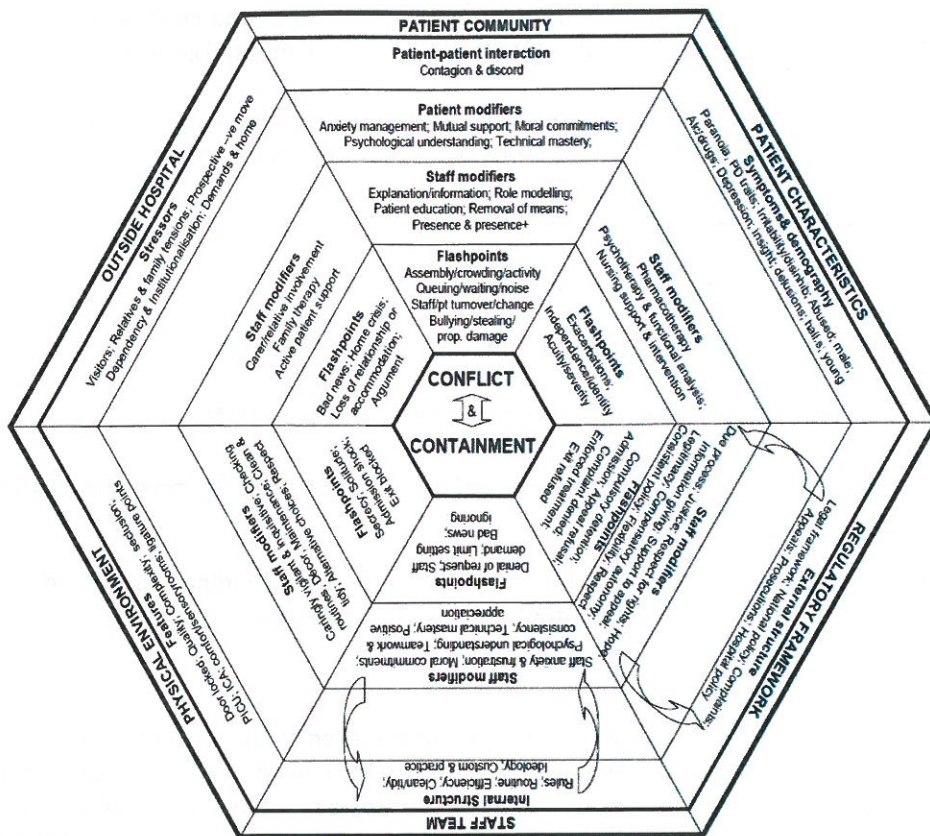 PATIENT COMMUNITY
Patient-patient interaction
Contagion & discord
Patient modifiers
Anxiety management; Mutual support; Moral commitments;
Psychological understanding; Technical mastery;
Staff modifiers
Explanation/information; Role modelling;
Patient education; Removal of means;
Presence & presence+
Flashpoints
Assembly/crowding/activity
Queuing/waiting/noise
Staff/pt turnover/change
Bullying/stealing/
prop. damage
PATIENT CHARACTERISTICS
Symptoms& demography
Paranoia; PD traits; Irritability/disinhib; Abused; male;
Alc/drugs; Depression; Insight; delusions; hall.s; young
Staff modifiers
Pharmacotherapy
Psychotherapy & functional analysis;
Nursing support & intervention
Flashpoints
Exacerbations;
Independence/identity
Acuity/severity
REGULATORY FRAMEWORK
External structure
Legal framework; National policy; Complaints;
Appeals; Prosecutions; Hospital policy
Staff modifiers
Due process; Justice; Respect for rights; Hope
Information giving; Support to appeal;
Legitimacy; Compensatory autonomy;
Consistent policy; Flexibility; Respect
Flashpoints
Compulsory detention;
Admission; Appeal refusal;
Complaint denied;
Enforced treatment;
Exit refused
STAFF TEAM
Internal Structure
Rules; Routine; Efficiency; Clean/tidy;
Ideology; Custom & practice
Staff modifiers
Staff anxiety & frustration; Moral commitments;
Psychological understanding; Teamwork &
consistency; Technical mastery; Positive
appreciation
Flashpoints
Denial of request; Staff
demand; Limit setting
Bad news;
ignoring
PHYSICAL ENVIRONMENT
Features
Door locked; Quality; Complexity; seclusion;
PICU; ICA; comfort/sensoryrooms; ligature points
Staff modifiers
Caringly vigilant & inquisitive; Checking
routines; Décor; Maintenance; Clean &
tidy; Alternative choices; Respect
Flashpoints
Secrecy; Solitude;
Admission shock;
Exit blocked
OUTSIDE HOSPITAL
Stressors
Visitors; Relatives & family tensions; Prospective –ve move
Dependency & Institutionalisation; Demands & home
Staff modifiers
Carer/relative involvement
Family therapy
Active patient support
Flashpoints
Bad news; Home crisis;
Loss of relationship or
accommodation;
Argument
CONFLICT
&
CONTAINMENT